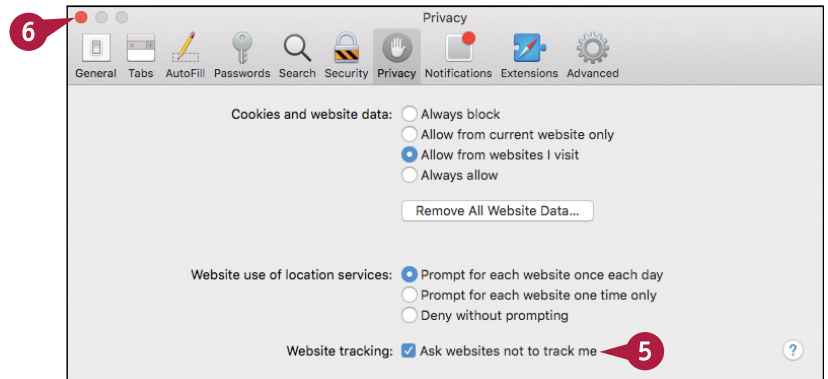 6
Privacy
General Tabs AutoFill Passwords Search Security Privacy Notifications Extensions Advanced
Cookies and website data: Always block
Allow from current website only
Allow from websites I visit
Always allow
Remove All Website Data...
Website use of location services: Prompt for each website once each day
Prompt for each website one time only
Deny without prompting
Website tracking: Ask websites not to track me 5 ?